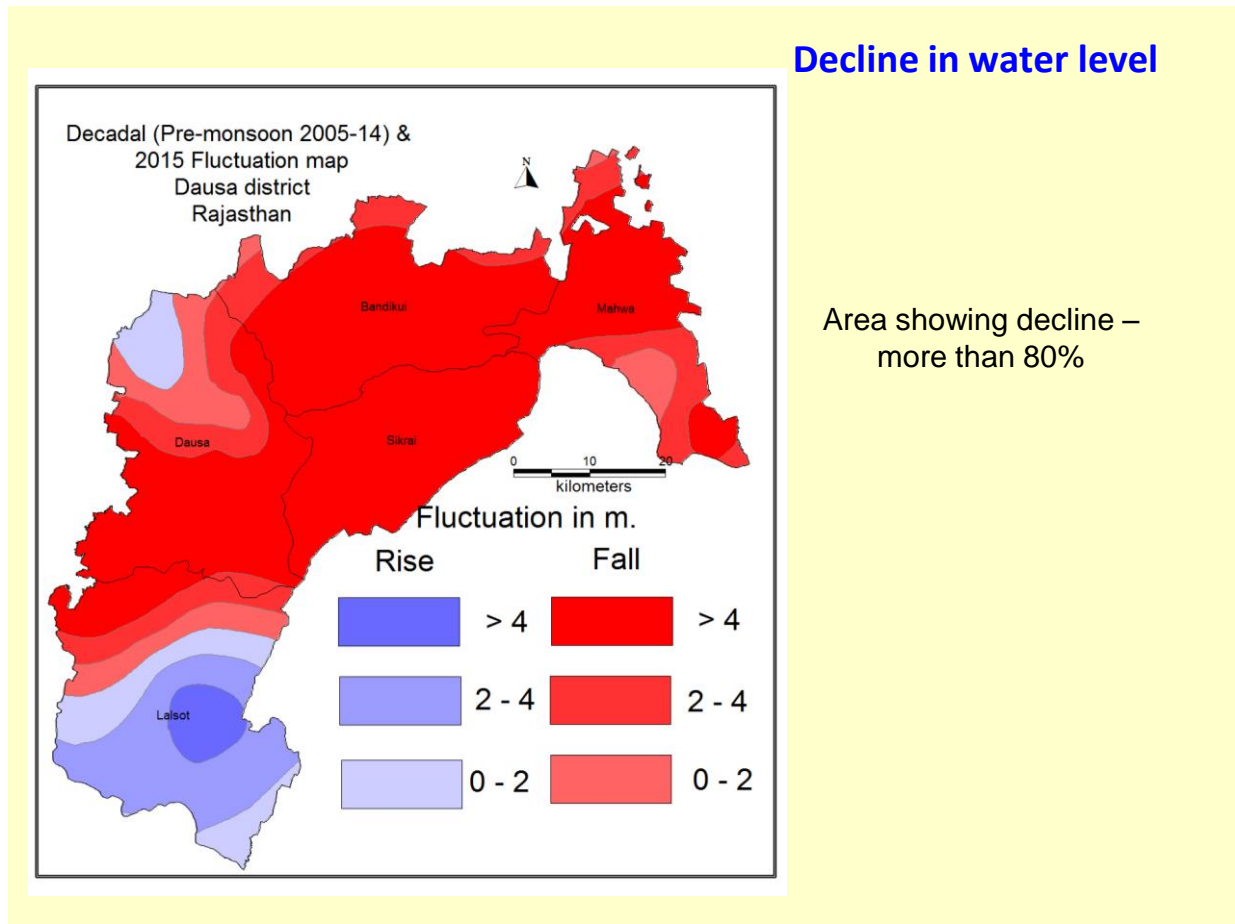 Decline in water level
Decadal (Pre-monsoon 2005-14) &
2015 Fluctuation map
Dausa district
Rajasthan
N
Bandikui
Mahwa
Area showing decline –
more than 80%
Dausa
Sikrai
0 10 20
kilometers
Fluctuation in m.
Rise Fall
> 4 > 4
2 - 4 2 - 4
0 - 2 0 - 2
Lalsot